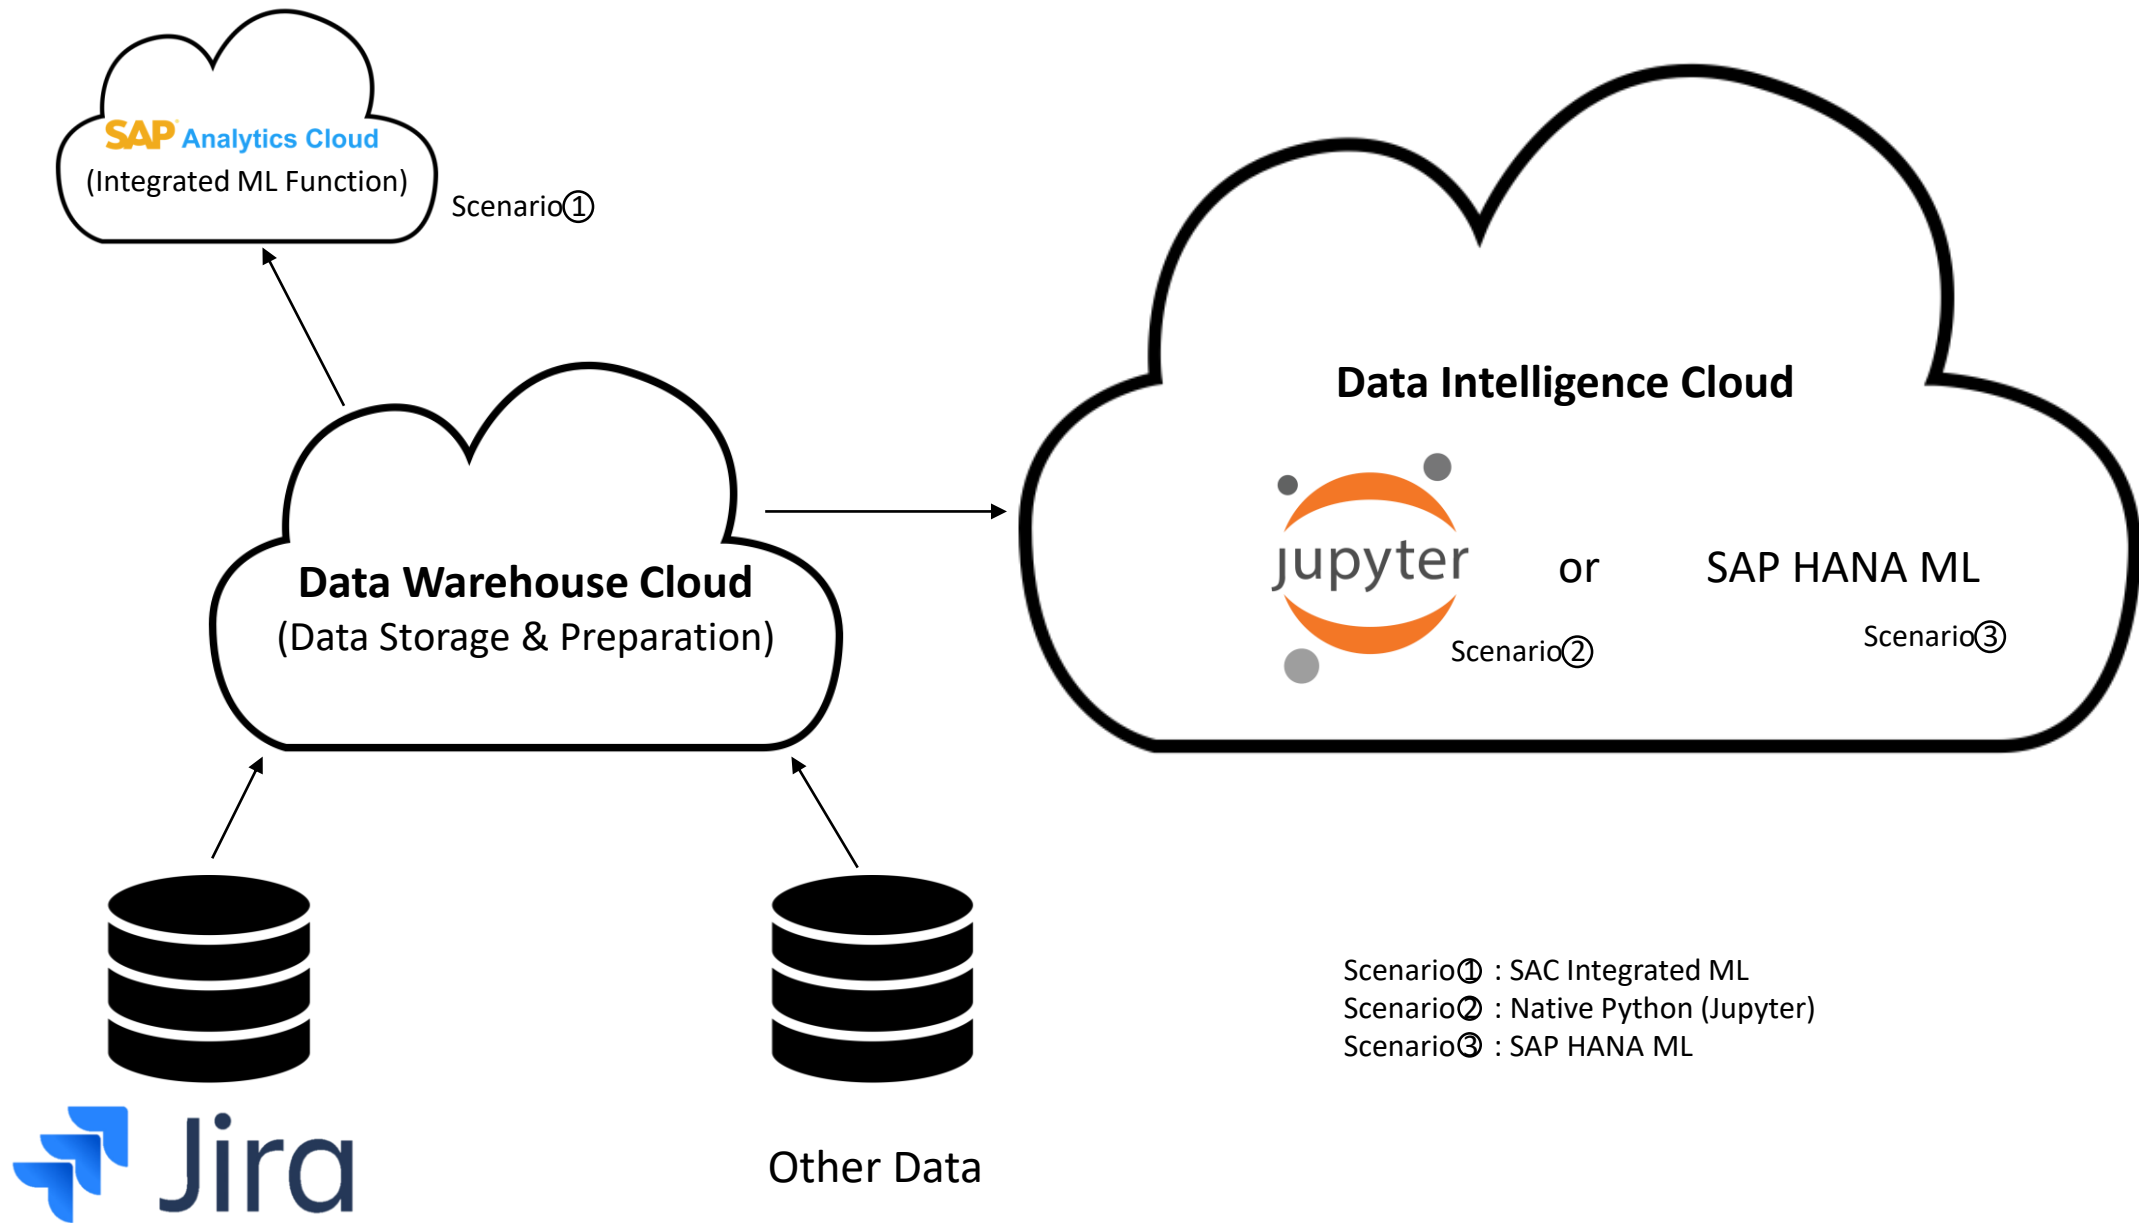 SAP Analytics Cloud
(Integrated ML Function)
Scenario①
Data Intelligence Cloud
jupyter
or
SAP HANA ML
Scenario②
Scenario③
Data Warehouse Cloud
(Data Storage & Preparation)
Scenario① : SAC Integrated ML
Scenario② : Native Python (Jupyter)
Scenario③ : SAP HANA ML
Jira
Other Data